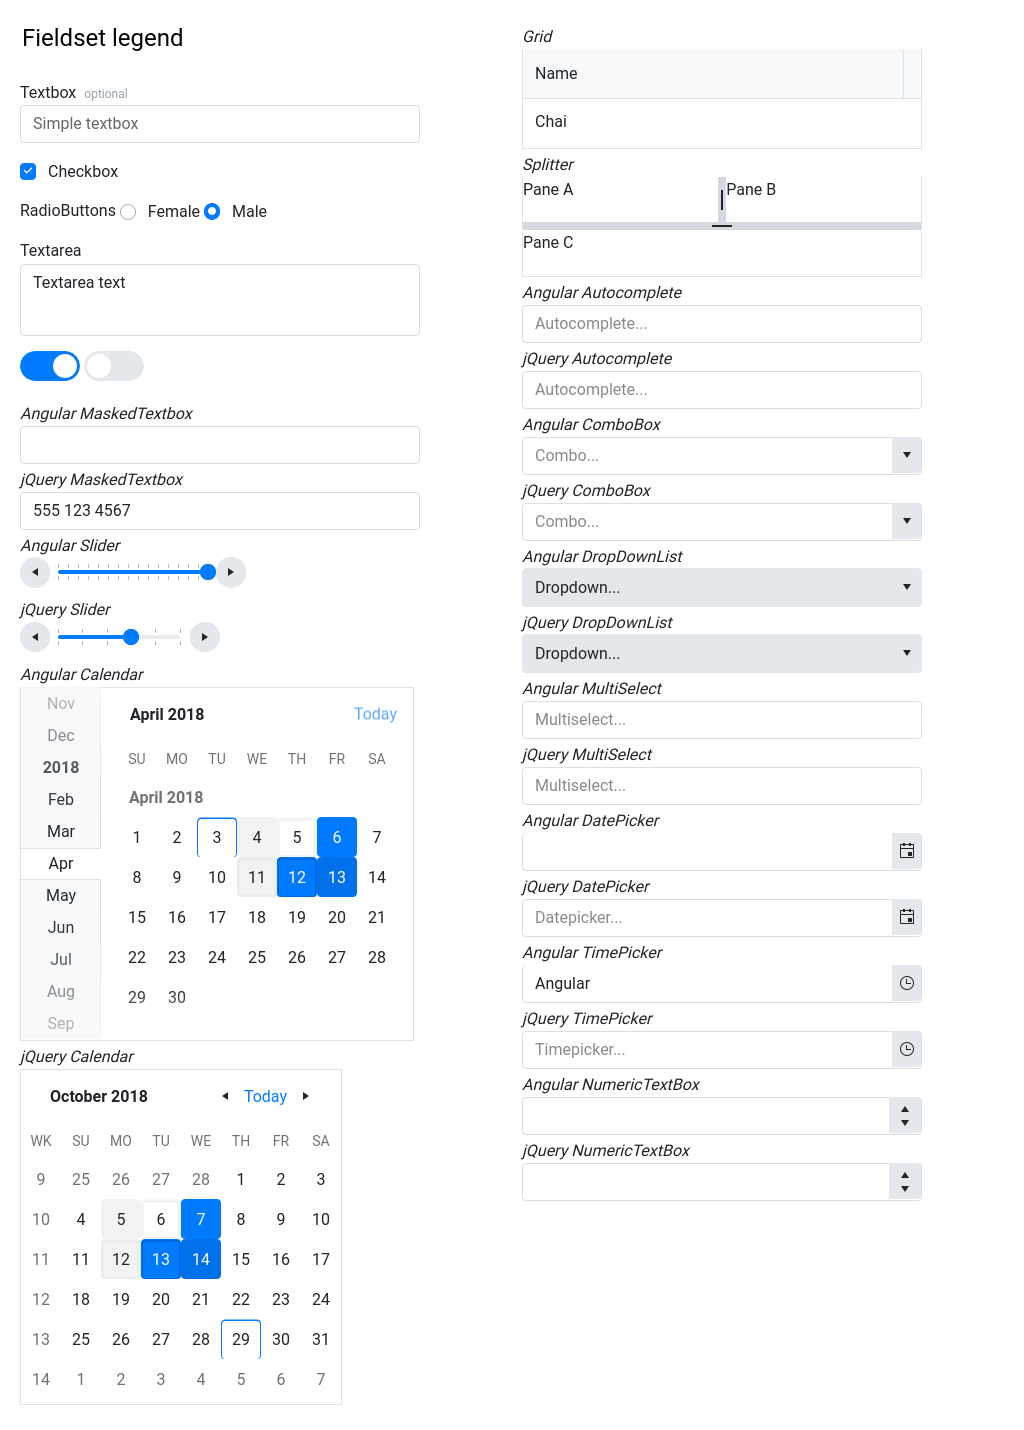 Fieldset legend
Textbox optional
Simple textbox
Checkbox
RadioButtons Female Male
Textarea
Textarea text
Angular MaskedTextbox
jQuery MaskedTextbox
555 123 4567
Angular Slider
jQuery Slider
Angular Calendar
Nov
Dec
2018
Feb
Mar
Apr
May
Jun
Jul
Aug
Sep
April 2018 Today
SU MO TU WE TH FR SA
April 2018
1 2 3 4 5 6 7
8 9 10 11 12 13 14
15 16 17 18 19 20 21
22 23 24 25 26 27 28
29 30
jQuery Calendar
October 2018 Today
WK SU MO TU WE TH FR SA
9 25 26 27 28 1 2 3
10 4 5 6 7 8 9 10
11 11 12 13 14 15 16 17
12 18 19 20 21 22 23 24
13 25 26 27 28 29 30 31
14 1 2 3 4 5 6 7
Grid
Name
Chai
Splitter
Pane A Pane B
Pane C
Angular Autocomplete
Autocomplete...
jQuery Autocomplete
Autocomplete...
Angular ComboBox
Combo...
jQuery ComboBox
Combo...
Angular DropDownList
Dropdown...
jQuery DropDownList
Dropdown...
Angular MultiSelect
Multiselect...
jQuery MultiSelect
Multiselect...
Angular DatePicker
jQuery DatePicker
Datepicker...
Angular TimePicker
Angular
jQuery TimePicker
Timepicker...
Angular NumericTextBox
jQuery NumericTextBox